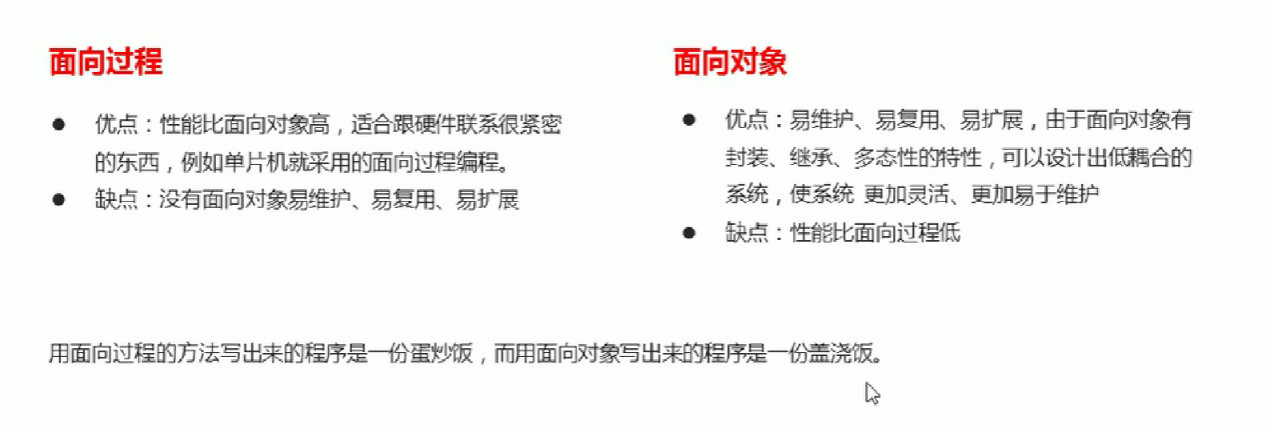 面向过程
优点：性能比面向对象高，适合跟硬件联系很紧密
的东西，例如单片机就采用的面向过程编程。
缺点：没有面向对象易维护、易复用、易扩展
面向对象
优点：易维护、易复用、易扩展，由于面向对象有
封装、继承、多态性的特性，可以设计出低耦合的
系统，使系统 更加灵活、更加易于维护
缺点：性能比面向过程低
用面向过程的方法写出来的程序是一份蛋炒饭，而用面向对象写出来的程序是一份盖浇饭。